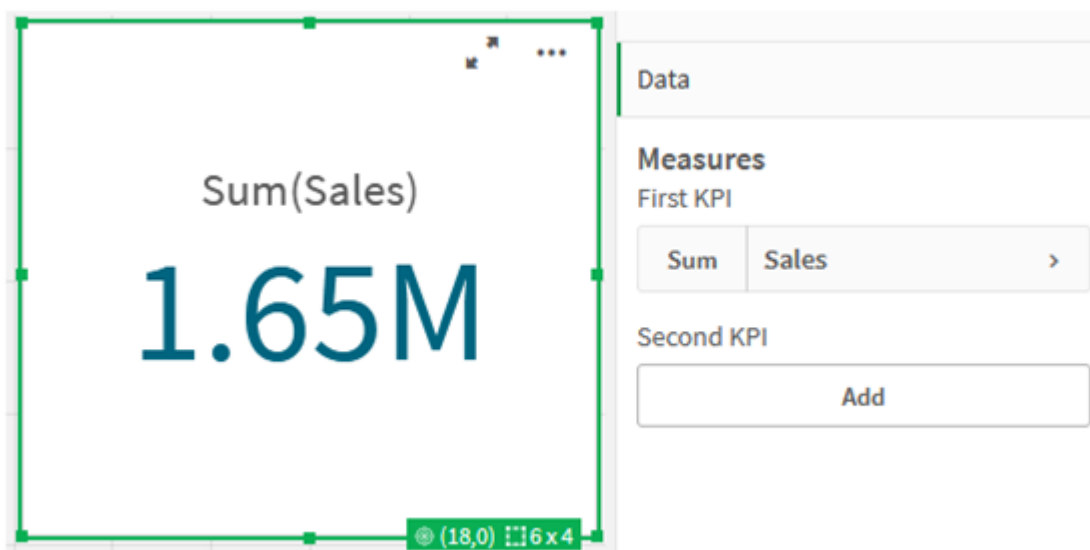 Sum(Sales)
1.65M
(18,0) 6 x 4
Data
Measures
First KPI
Sum Sales
Second KPI
Add